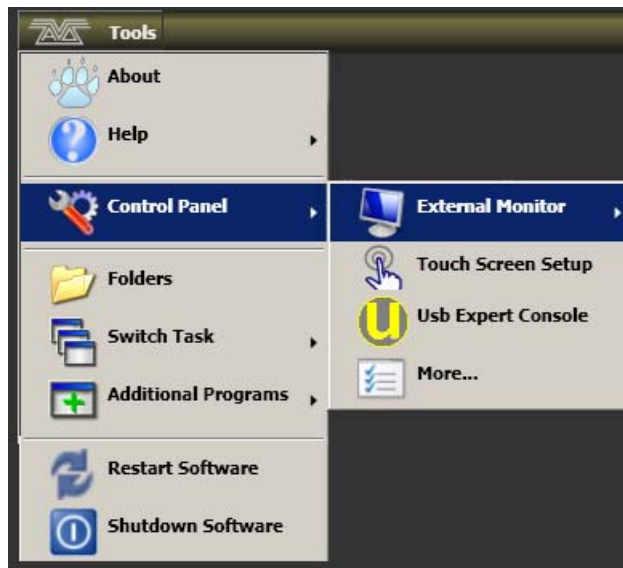 Tools
About
Help
Control Panel
Folders
Switch Task
Additional Programs
Restart Software
Shutdown Software
External Monitor
Touch Screen Setup
Usb Expert Console
More...